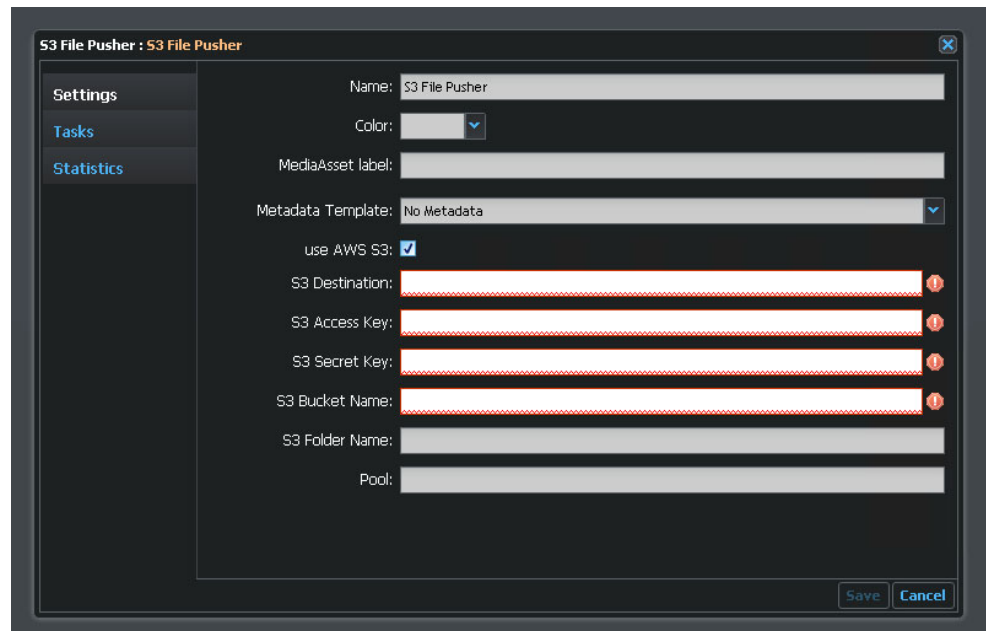 S3 File Pusher : S3 File Pusher
Settings
Tasks
Statistics
Name: S3 File Pusher
Color:
MediaAsset label:
Metadata Template: No Metadata
use AWS S3:
S3 Destination:
S3 Access Key:
S3 Secret Key:
S3 Bucket Name:
S3 Folder Name:
Pool:
Save Cancel